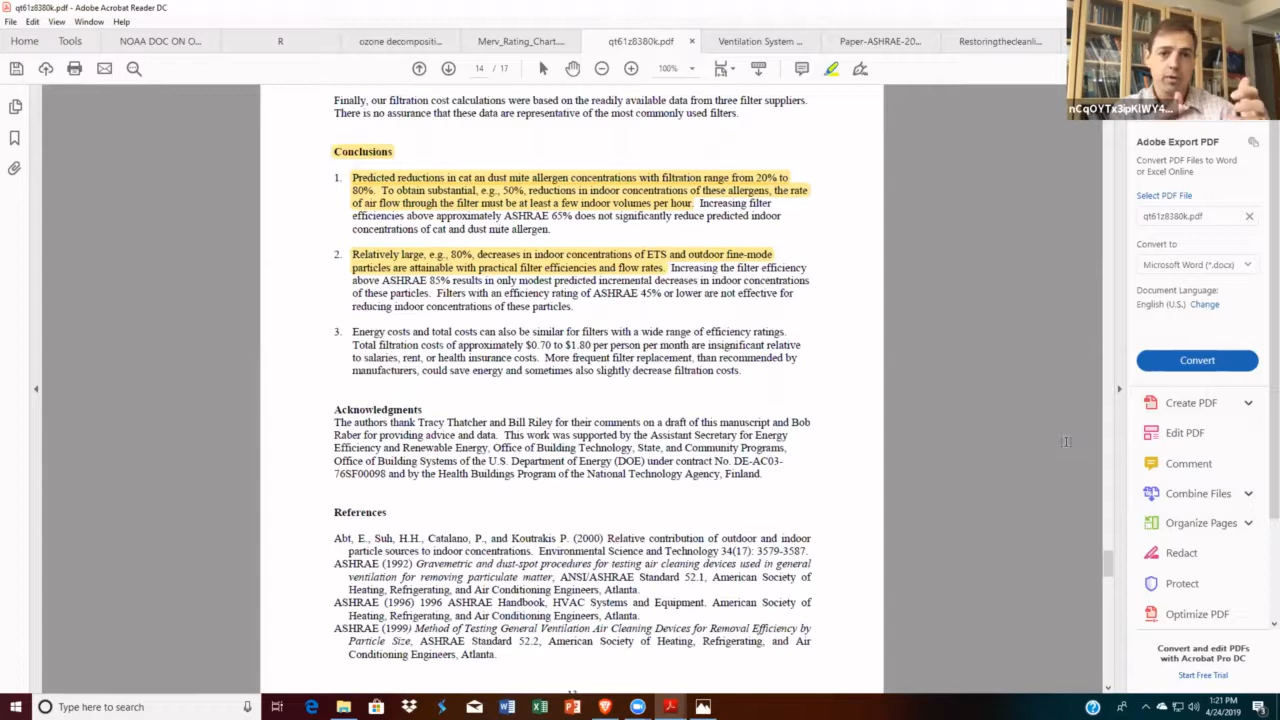 qt61z8380k.pdf - Adobe Acrobat Reader DC
File Edit View Window Help
Home Tools NOAA DOC ON O... R ozone decompositi... Merv_Rating_Chart.... qt61z8380k.pdf × Ventilation System ... Paper-ASHRAE-20... Restoringthecleanli...
14 / 17 100%
nCqOYTx3ipKlWY4...
Finally, our filtration cost calculations were based on the readily available data from three filter suppliers.
There is no assurance that these data are representative of the most commonly used filters.
Conclusions
1. Predicted reductions in cat an dust mite allergen concentrations with filtration range from 20% to
80%. To obtain substantial, e.g., 50%, reductions in indoor concentrations of these allergens, the rate
of air flow through the filter must be at least a few indoor volumes per hour. Increasing filter
efficiencies above approximately ASHRAE 65% does not significantly reduce predicted indoor
concentrations of cat and dust mite allergen.
2. Relatively large, e.g., 80%, decreases in indoor concentrations of ETS and outdoor fine-mode
particles are attainable with practical filter efficiencies and flow rates. Increasing the filter efficiency
above ASHRAE 85% results in only modest predicted incremental decreases in indoor concentrations
of these particles. Filters with an efficiency rating of ASHRAE 45% or lower are not effective for
reducing indoor concentrations of these particles.
3. Energy costs and total costs can also be similar for filters with a wide range of efficiency ratings.
Total filtration costs of approximately $0.70 to $1.80 per person per month are insignificant relative
to salaries, rent, or health insurance costs. More frequent filter replacement, than recommended by
manufacturers, could save energy and sometimes also slightly decrease filtration costs.
Acknowledgments
The authors thank Tracy Thatcher and Bill Riley for their comments on a draft of this manuscript and Bob
Raber for providing advice and data. This work was supported by the Assistant Secretary for Energy
Efficiency and Renewable Energy, Office of Building Technology, State, and Community Programs,
Office of Building Systems of the U.S. Department of Energy (DOE) under contract No. DE-AC03-
76SF00098 and by the Health Buildings Program of the National Technology Agency, Finland.
References
Abt, E., Suh, H.H., Catalano, P., and Koutrakis P. (2000) Relative contribution of outdoor and indoor
particle sources to indoor concentrations. Environmental Science and Technology 34(17): 3579-3587.
ASHRAE (1992) Gravemetric and dust-spot procedures for testing air cleaning devices used in general
ventilation for removing particulate matter, ANSI/ASHRAE Standard 52.1, American Society of
Heating, Refrigerating, and Air Conditioning Engineers, Atlanta.
ASHRAE (1996) 1996 ASHRAE Handbook, HVAC Systems and Equipment. American Society of
Heating, Refrigerating, and Air Conditioning Engineers, Atlanta.
ASHRAE (1999) Method of Testing General Ventilation Air Cleaning Devices for Removal Efficiency by
Particle Size, ASHRAE Standard 52.2, American Society of Heating, Refrigerating, and Air
Conditioning Engineers, Atlanta.
Adobe Export PDF
Convert PDF Files to Word
or Excel Online
Select PDF File
qt61z8380k.pdf ×
Convert to
Microsoft Word (*.docx)
Document Language:
English (U.S.) Change
Convert
Create PDF
Edit PDF
Comment
Combine Files
Organize Pages
Redact
Protect
Optimize PDF
Convert and edit PDFs
with Acrobat Pro DC
Start Free Trial
Type here to search
1:21 PM
4/24/2019